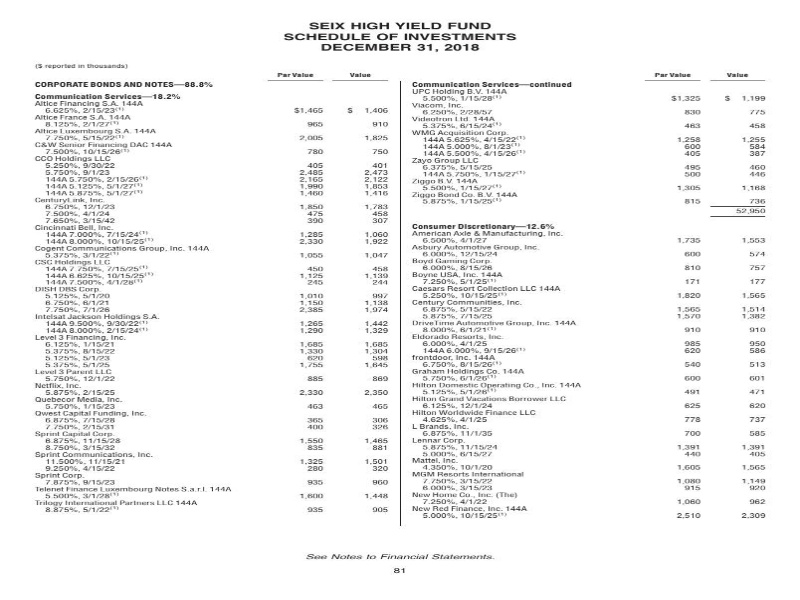 SEIX HIGH YIELD FUND
SCHEDULE OF INVESTMENTS
DECEMBER 31, 2018
($ reported in thousands)
Par Value Value
CORPORATE BONDS AND NOTES—88.8%
Communication Services—18.2%
Altice Financing S.A. 144A
6.625%, 2/15/23(1) $1,465 $ 1,406
Altice France S.A. 144A
8.125%, 2/1/27(1) 965 910
Altice Luxembourg S.A. 144A
7.750%, 5/15/22(1) 2,005 1,825
C&W Senior Financing DAC 144A
7.500%, 10/15/26(1) 780 750
CCO Holdings LLC
5.250%, 9/30/22 405 401
5.750%, 9/1/23 2,485 2,473
144A 5.750%, 2/15/26(1) 2,165 2,122
144A 5.125%, 5/1/27(1) 1,990 1,853
144A 5.875%, 5/1/27(1) 1,460 1,416
CenturyLink, Inc.
6.750%, 12/1/23 1,850 1,783
7.500%, 4/1/24 475 458
7.650%, 3/15/42 390 307
Cincinnati Bell, Inc.
144A 7.000%, 7/15/24(1) 1,285 1,060
144A 8.000%, 10/15/25(1) 2,330 1,922
Cogent Communications Group, Inc. 144A
5.375%, 3/1/22(1) 1,055 1,047
CSC Holdings LLC
144A 7.750%, 7/15/25(1) 450 458
144A 6.625%, 10/15/25(1) 1,125 1,139
144A 7.500%, 4/1/28(1) 245 244
DISH DBS Corp.
5.125%, 5/1/20 1,010 997
6.750%, 6/1/21 1,150 1,138
7.750%, 7/1/26 2,385 1,974
Intelsat Jackson Holdings S.A.
144A 9.500%, 9/30/22(1) 1,265 1,442
144A 8.000%, 2/15/24(1) 1,290 1,329
Level 3 Financing, Inc.
6.125%, 1/15/21 1,685 1,685
5.375%, 8/15/22 1,330 1,304
5.125%, 5/1/23 620 598
5.375%, 5/1/25 1,755 1,645
Level 3 Parent LLC
5.750%, 12/1/22 885 869
Netflix, Inc.
5.875%, 2/15/25 2,330 2,350
Quebecor Media, Inc.
5.750%, 1/15/23 463 465
Qwest Capital Funding, Inc.
6.875%, 7/15/28 365 306
7.750%, 2/15/31 400 326
Sprint Capital Corp.
6.875%, 11/15/28 1,550 1,465
8.750%, 3/15/32 835 881
Sprint Communications, Inc.
11.500%, 11/15/21 1,325 1,501
9.250%, 4/15/22 280 320
Sprint Corp.
7.875%, 9/15/23 935 960
Telenet Finance Luxembourg Notes S.a.r.l. 144A
5.500%, 3/1/28(1) 1,600 1,448
Trilogy International Partners LLC 144A
8.875%, 5/1/22(1) 935 905
Par Value Value
Communication Services—continued
UPC Holding B.V. 144A
5.500%, 1/15/28(1) $1,325 $ 1,199
Viacom, Inc.
6.250%, 2/28/57 830 775
Videotron Ltd. 144A
5.375%, 6/15/24(1) 463 458
WMG Acquisition Corp.
144A 5.625%, 4/15/22(1) 1,258 1,255
144A 5.000%, 8/1/23(1) 600 584
144A 5.500%, 4/15/26(1) 405 387
Zayo Group LLC
6.375%, 5/15/25 495 460
144A 5.750%, 1/15/27(1) 500 446
Ziggo B.V. 144A
5.500%, 1/15/27(1) 1,305 1,168
Ziggo Bond Co. B.V. 144A
5.875%, 1/15/25(1) 815 736
52,950
Consumer Discretionary—12.6%
American Axle & Manufacturing, Inc.
6.500%, 4/1/27 1,735 1,553
Asbury Automotive Group, Inc.
6.000%, 12/15/24 600 574
Boyd Gaming Corp.
6.000%, 8/15/26 810 757
Boyne USA, Inc. 144A
7.250%, 5/1/25(1) 171 177
Caesars Resort Collection LLC 144A
5.250%, 10/15/25(1) 1,820 1,565
Century Communities, Inc.
6.875%, 5/15/22 1,565 1,514
5.875%, 7/15/25 1,570 1,382
DriveTime Automotive Group, Inc. 144A
8.000%, 6/1/21(1) 910 910
Eldorado Resorts, Inc.
6.000%, 4/1/25 985 950
144A 6.000%, 9/15/26(1) 620 586
frontdoor, Inc. 144A
6.750%, 8/15/26(1) 540 513
Graham Holdings Co. 144A
5.750%, 6/1/26(1) 600 601
Hilton Domestic Operating Co., Inc. 144A
5.125%, 5/1/26(1) 491 471
Hilton Grand Vacations Borrower LLC
6.125%, 12/1/24 625 620
Hilton Worldwide Finance LLC
4.625%, 4/1/25 778 737
L Brands, Inc.
6.875%, 11/1/35 700 585
Lennar Corp.
5.875%, 11/15/24 1,391 1,391
5.000%, 6/15/27 440 405
Mattel, Inc.
4.350%, 10/1/20 1,605 1,565
MGM Resorts International
7.750%, 3/15/22 1,080 1,149
6.000%, 3/15/23 915 920
New Home Co., Inc. (The)
7.250%, 4/1/22 1,060 962
New Red Finance, Inc. 144A
5.000%, 10/15/25(1) 2,510 2,309
See Notes to Financial Statements.
81